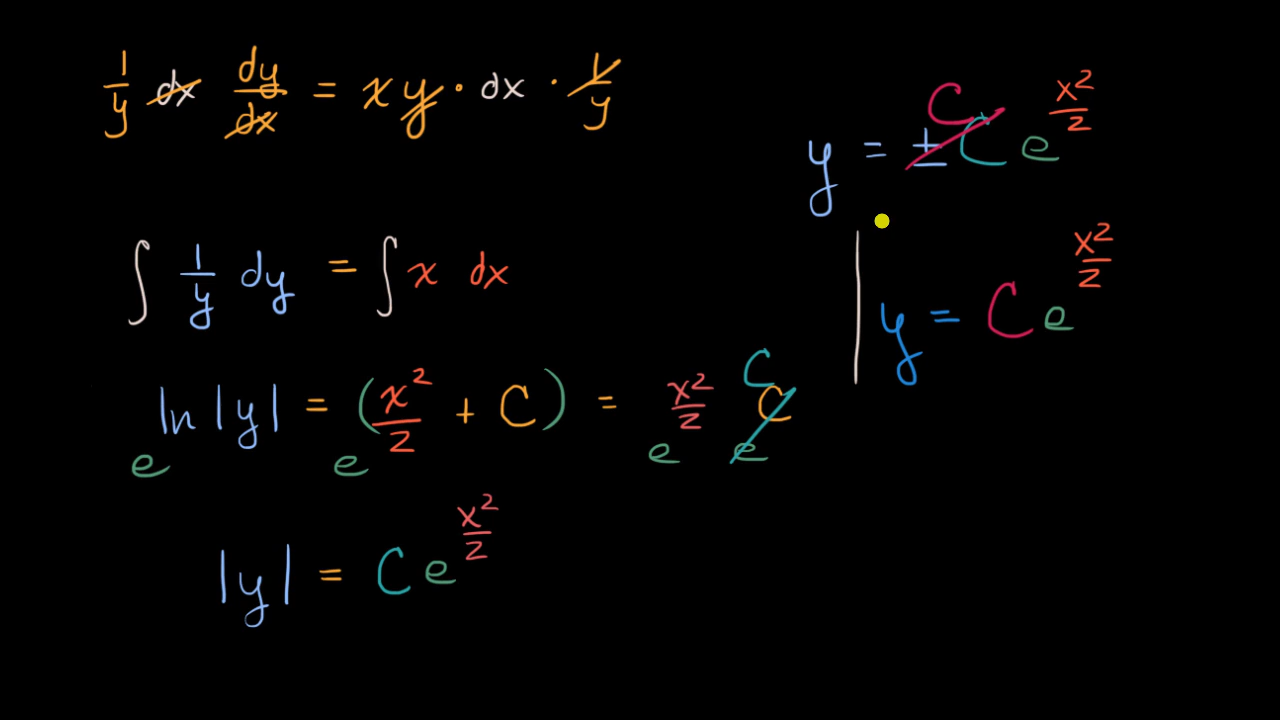 1/y dx dy/dx = xy · dx · 1/y
∫ 1/y dy = ∫ x dx
e^(ln|y|) = e^(x²/2 + C) = e^(x²/2) e^C C
|y| = C e^(x²/2)
y = ± C C e^(x²/2)
y = C e^(x²/2)